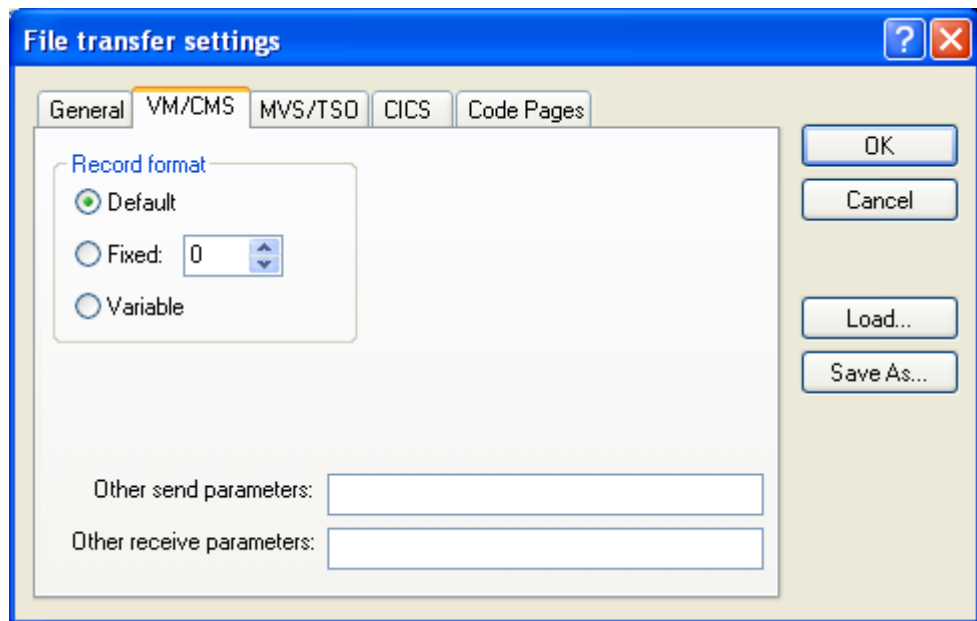 File transfer settings
General VM/CMS MVS/TSO CICS Code Pages
Record format
Default
Fixed: 0
Variable
OK
Cancel
Load...
Save As...
Other send parameters:
Other receive parameters: